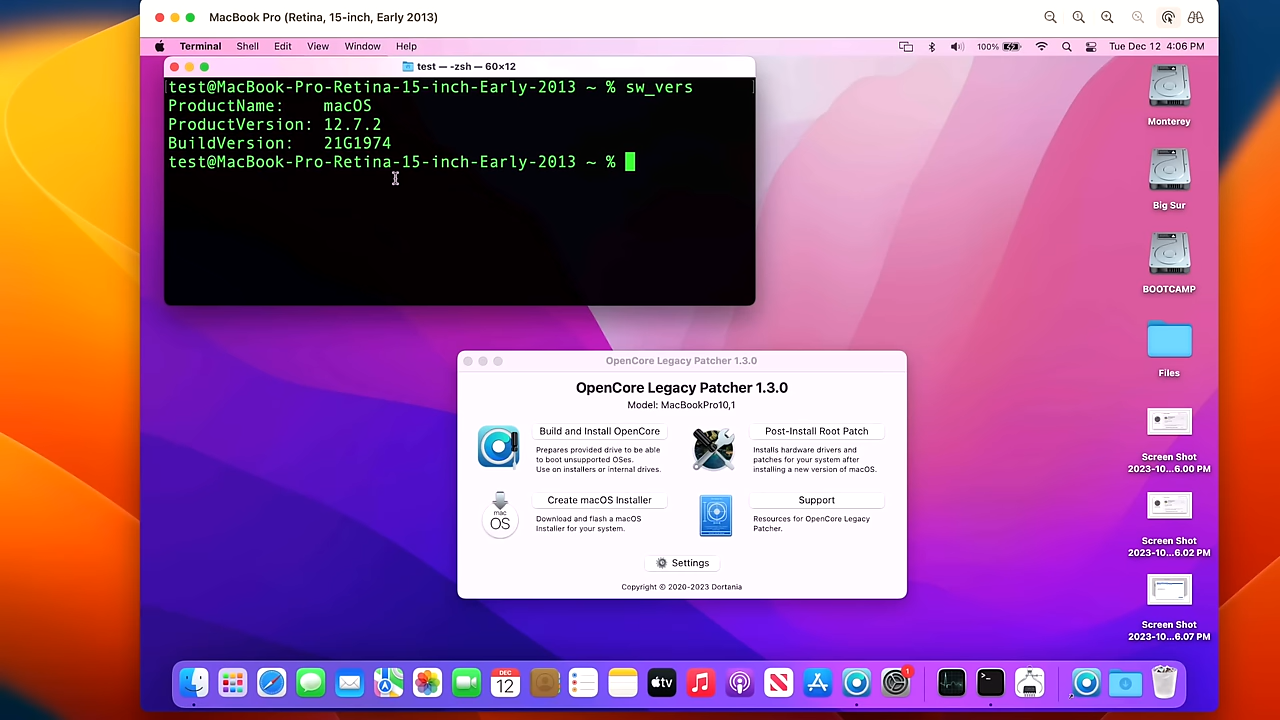 MacBook Pro (Retina, 15-inch, Early 2013)
Terminal Shell Edit View Window Help
100% Tue Dec 12 4:06 PM
test — -zsh — 60×12
test@MacBook-Pro-Retina-15-inch-Early-2013 ~ % sw_vers
ProductName: macOS
ProductVersion: 12.7.2
BuildVersion: 21G1974
test@MacBook-Pro-Retina-15-inch-Early-2013 ~ %
Monterey
Big Sur
BOOTCAMP
Files
Screen Shot
2023-10...6.00 PM
Screen Shot
2023-10...6.02 PM
Screen Shot
2023-10...6.07 PM
OpenCore Legacy Patcher 1.3.0
OpenCore Legacy Patcher 1.3.0
Model: MacBookPro10,1
Build and Install OpenCore
Prepares provided drive to be able
to boot unsupported OSes.
Use on installers or internal drives.
Post-Install Root Patch
Installs hardware drivers and
patches for your system after
installing a new version of macOS.
mac
OS
Create macOS Installer
Download and flash a macOS
Installer for your system.
Support
Resources for OpenCore Legacy
Patcher.
Settings
Copyright © 2020-2023 Dortania
DEC
12
tv
1
>_